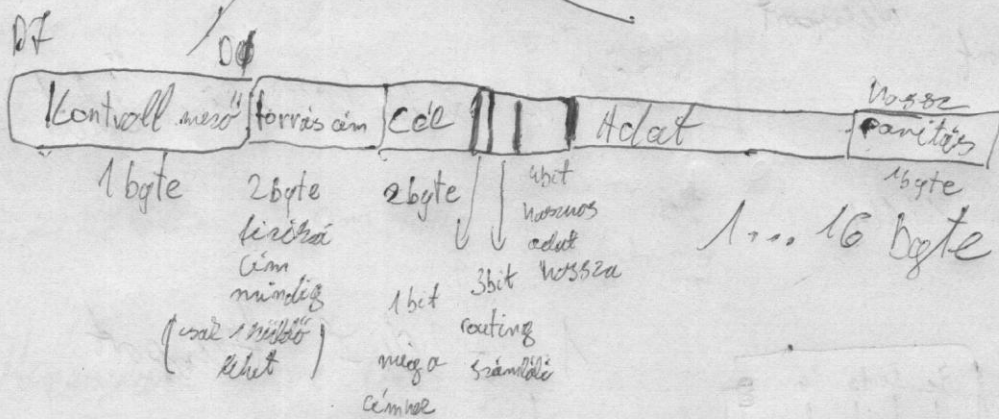 D7
D0
Kontroll mező forrás cím Cél Adat hossz paritás
1 byte 2 byte 2 byte 4 bit hasznos adat hossza 1 byte
fizikai cím mindig
(csak 1 küldő lehet)
1 bit még a címhez
3 bit routing számláló
1 ... 16 Byte